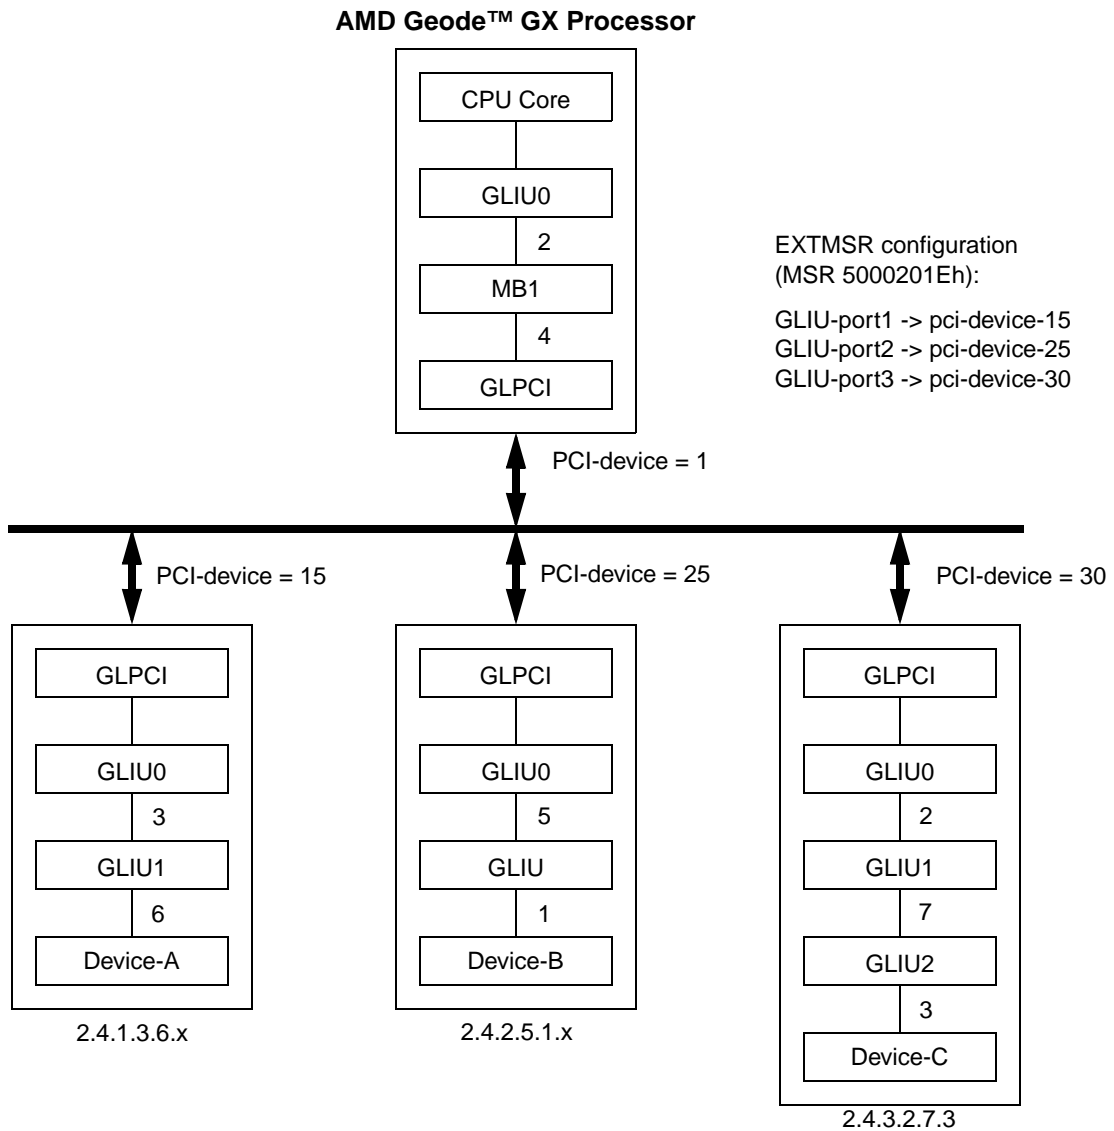 AMD Geode™ GX Processor
CPU Core
GLIU0
2
MB1
4
GLPCI
EXTMSR configuration
(MSR 5000201Eh):
GLIU-port1 -> pci-device-15
GLIU-port2 -> pci-device-25
GLIU-port3 -> pci-device-30
PCI-device = 1
PCI-device = 15
GLPCI
GLIU0
3
GLIU1
6
Device-A
2.4.1.3.6.x
PCI-device = 25
GLPCI
GLIU0
5
GLIU
1
Device-B
2.4.2.5.1.x
PCI-device = 30
GLPCI
GLIU0
2
GLIU1
7
GLIU2
3
Device-C
2.4.3.2.7.3